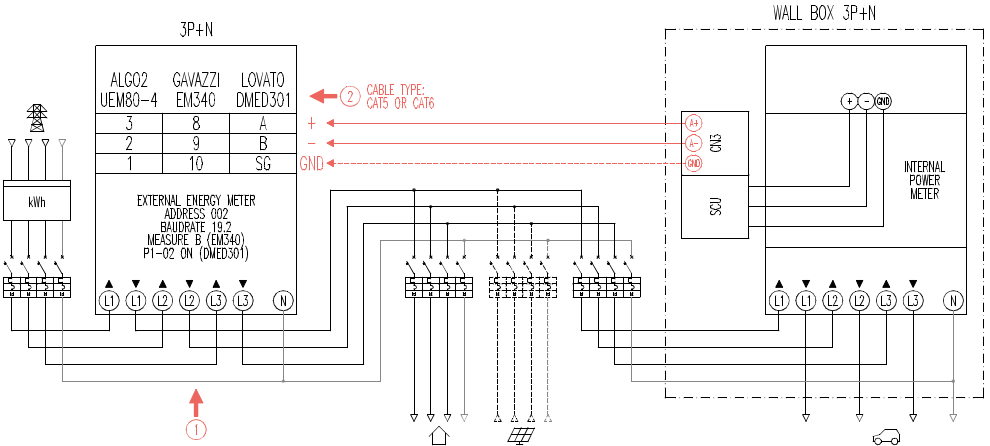 WALL BOX 3P+N
3P+N
ALGO2 GAVAZZI LOVATO
UEM80-4 EM340 DMED301
2 CABLE TYPE:
CAT5 OR CAT6
3 8 A +
2 9 B -
1 10 SG GND
A+
A-
GND
CN3
SCU
+ - GND
INTERNAL
POWER
METER
kWh
EXTERNAL ENERGY METER
ADDRESS 002
BAUDRATE 19.2
MEASURE B (EM340)
P1-02 ON (DMED301)
L1 L1 L2 L2 L3 L3 N
L1 L1 L2 L2 L3 L3 N
1